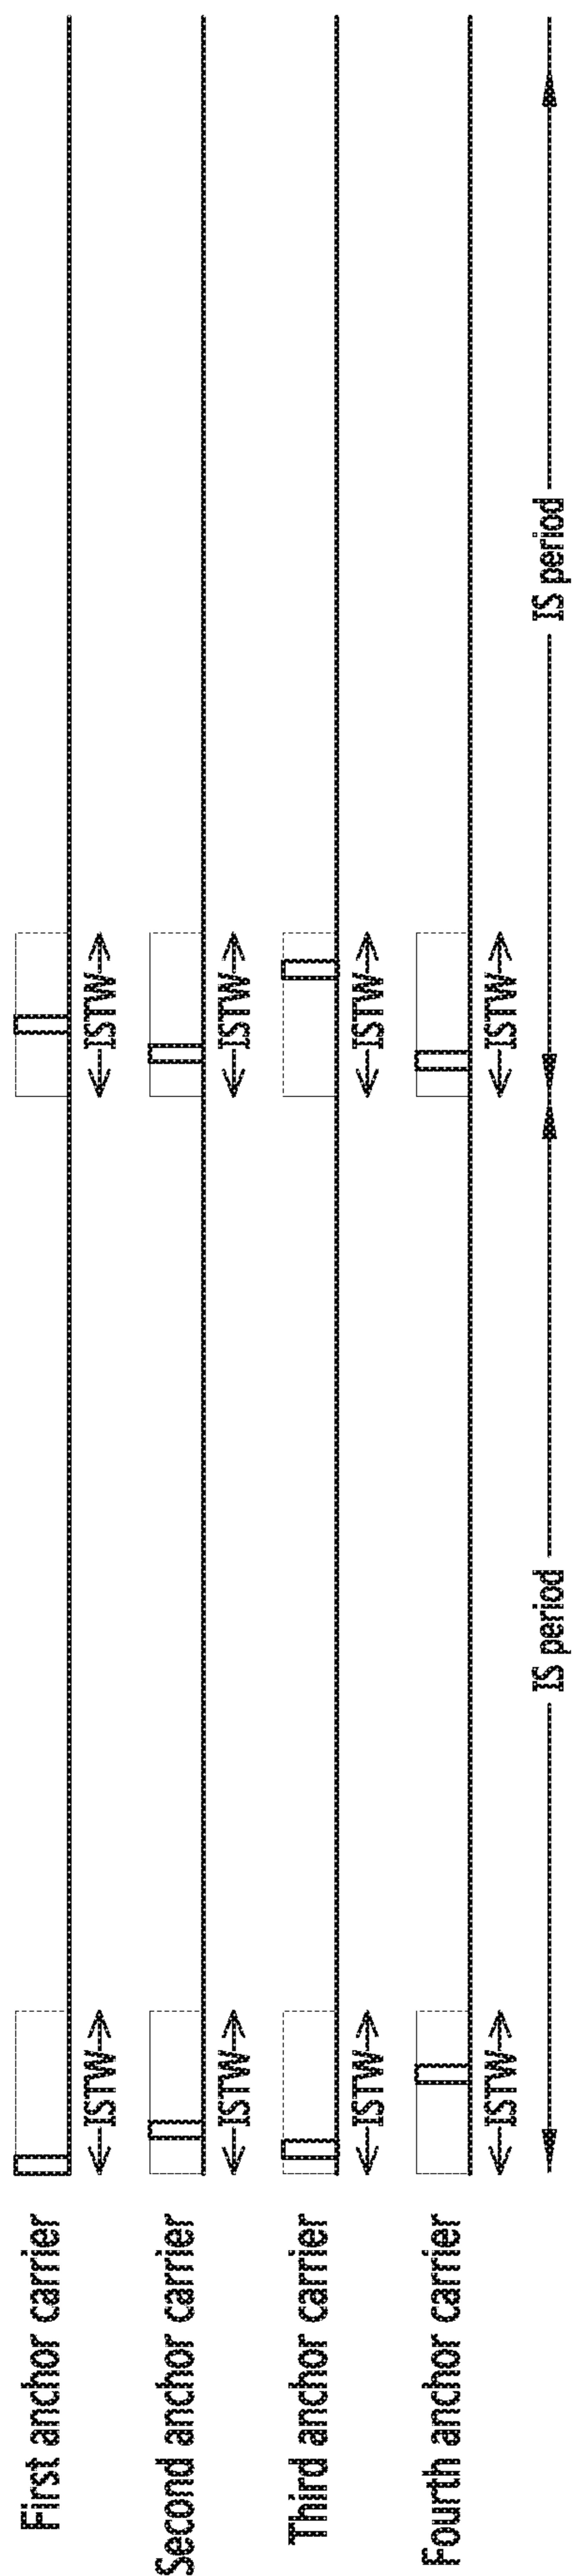 First anchor carrier
ISTW
ISTW
Second anchor carrier
ISTW
ISTW
Third anchor carrier
ISTW
ISTW
Fourth anchor carrier
ISTW
ISTW
IS period
IS period